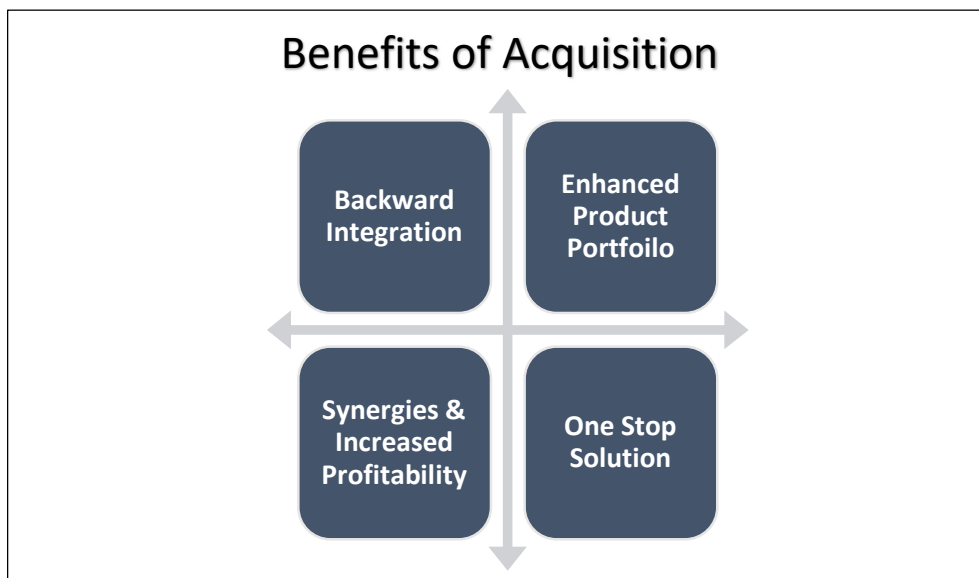 Benefits of Acquisition
Backward
Integration
Enhanced
Product
Portfoilo
Synergies &
Increased
Profitability
One Stop
Solution